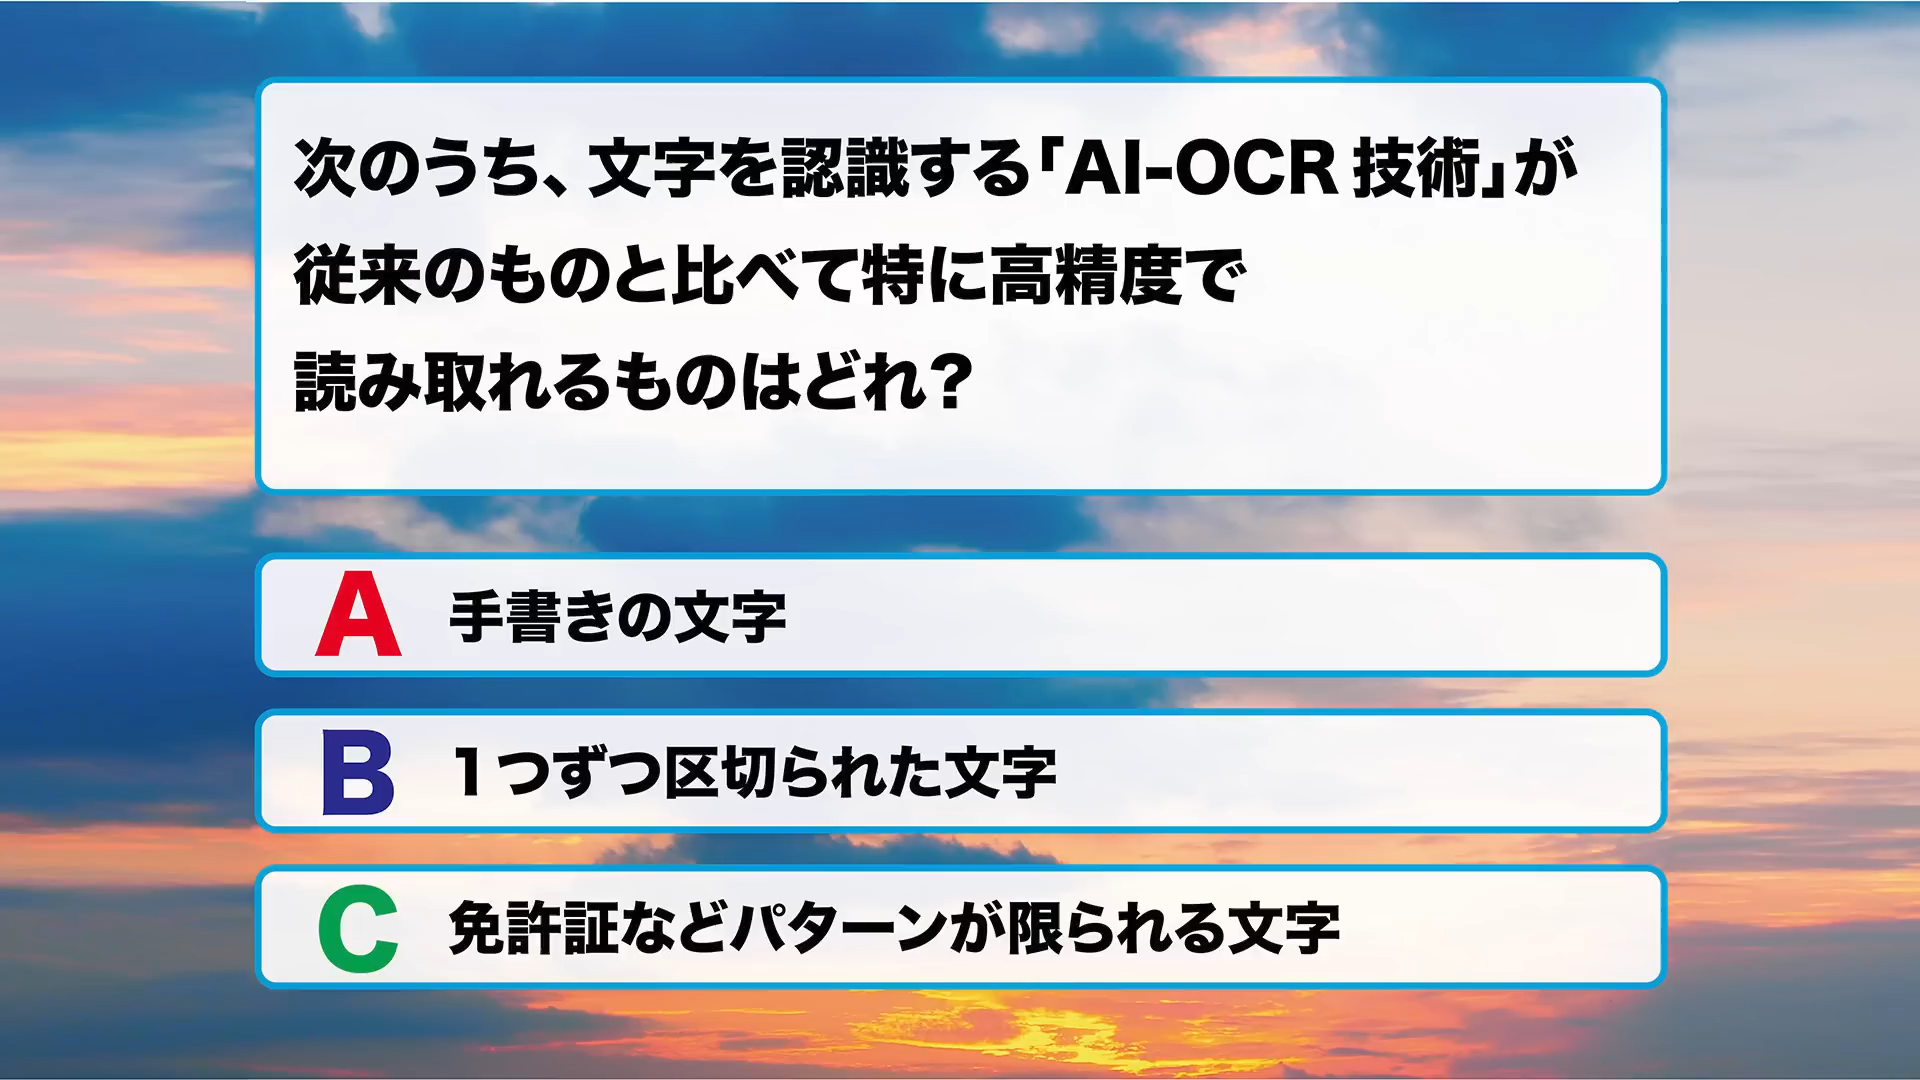 次のうち、文字を認識する「AI-OCR技術」が
従来のものと比べて特に高精度で
読み取れるものはどれ？
A 手書きの文字
B 1つずつ区切られた文字
C 免許証などパターンが限られる文字